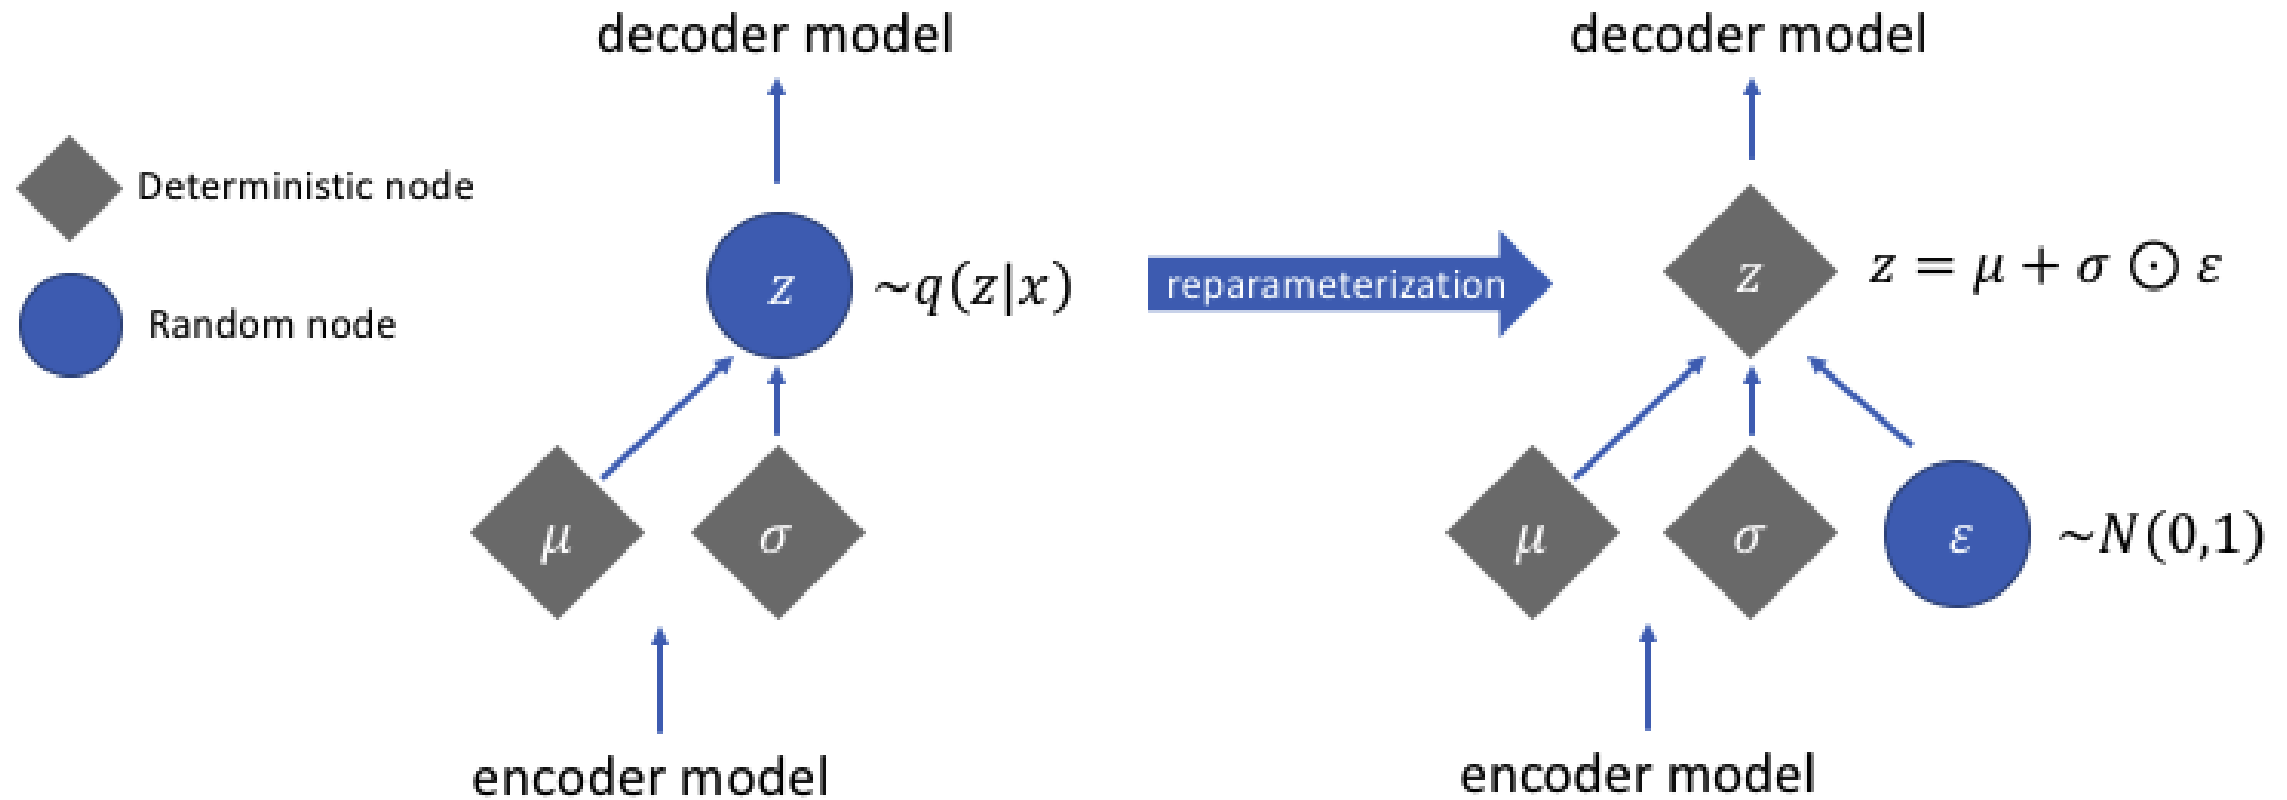 decoder model
Deterministic node
Random node
z
~q(z|x)
μ
σ
encoder model
reparameterization
decoder model
z
z = μ + σ ⊙ ε
μ
σ
ε
~N(0,1)
encoder model